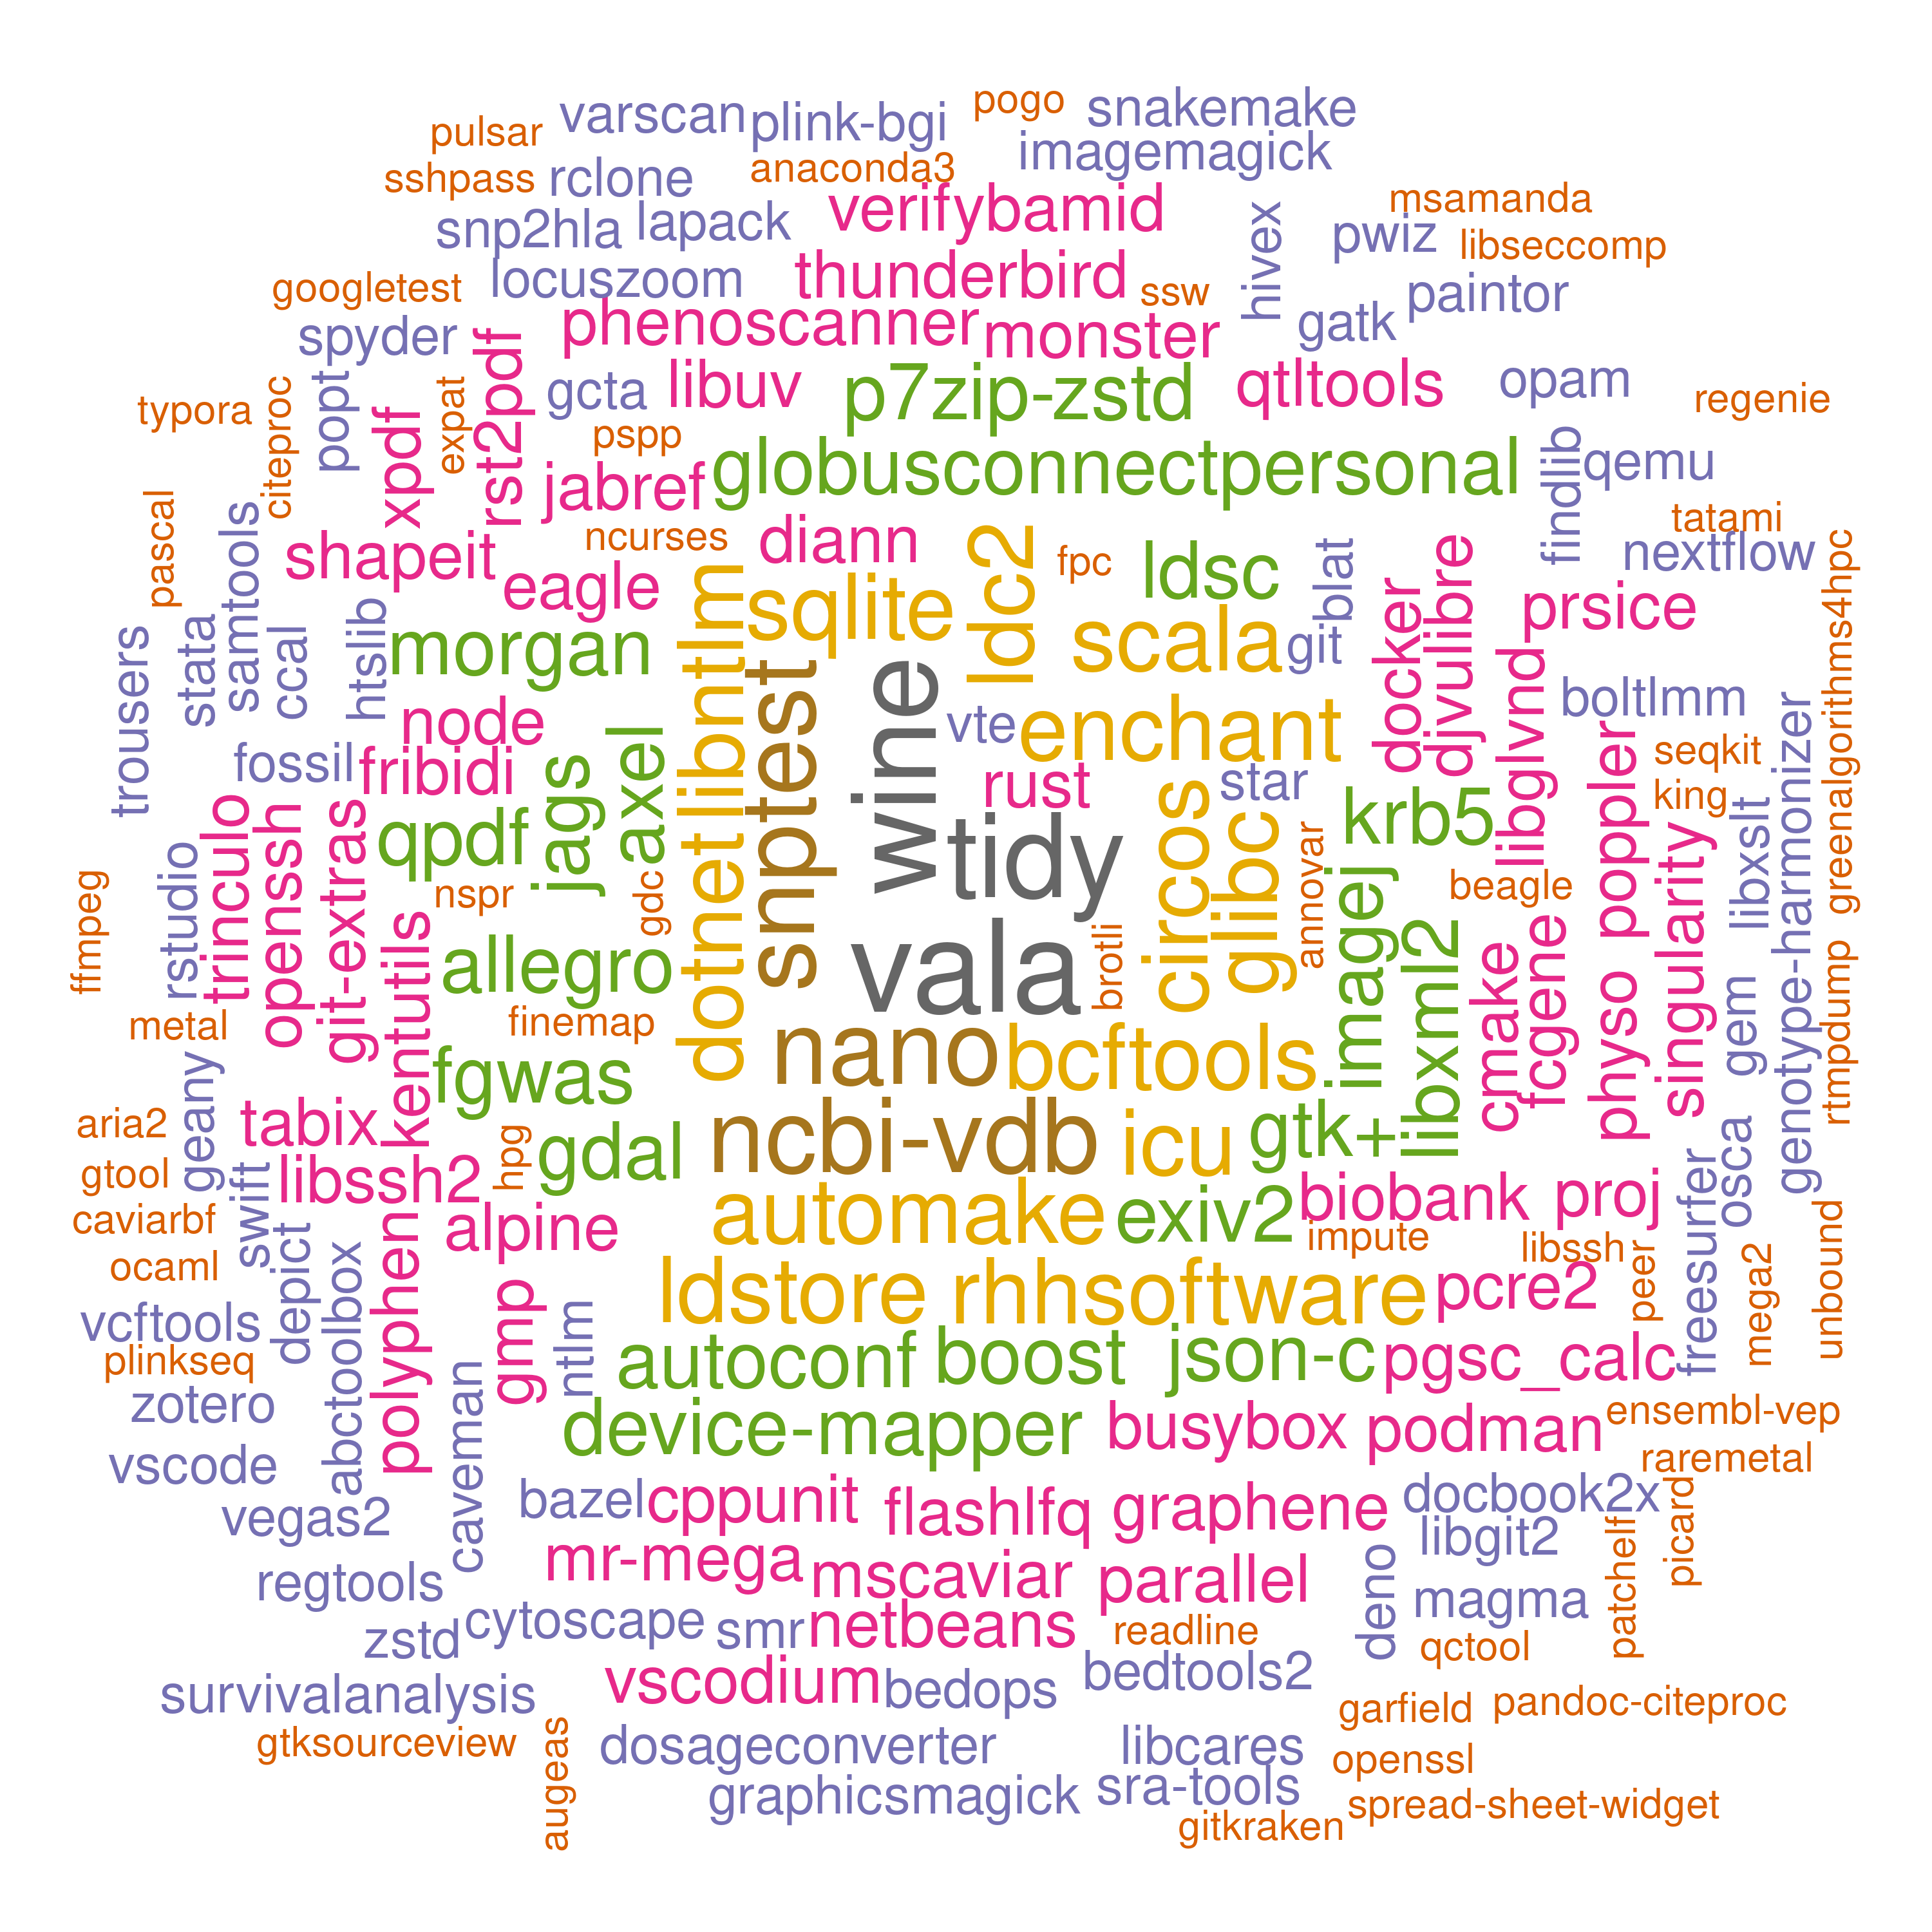 pogo
snakemake
varscan
plink-bgi
pulsar
imagemagick
anaconda3
sshpass
rclone
msamanda
verifybamid
snp2hla
lapack
hivex
pwiz
libseccomp
googletest
locuszoom
thunderbird
ssw
paintor
spyder
phenoscanner
monster
gatk
rst2pdf
popt
gcta
libuv
p7zip-zstd
qtltools
opam
regenie
typora
citeproc
expat
xpdf
pspp
globusconnectpersonal
findlib
qemu
jabref
pascal
samtools
ncurses
diann
ldc2
fpc
ldsc
tatami
nextflow
shapeit
eagle
libntlm
sqlite
blat
docker
djvulibre
prsice
greenalgorithms4hpc
trousers
stata
ccal
htslib
morgan
scala
git
snptest
wine
node
vte
enchant
libglvnd
boltlmm
genotype-harmonizer
fossil
fribidi
jags
axel
rust
star
circos
poppler
seqkit
king
trinculo
openssh
git-extras
qpdf
tidy
glibc
krb5
libxslt
rstudio
nspr
gdc
dotnet
annovar
imagej
beagle
singularity
ffmpeg
kentutils
allegro
vala
brotli
libxml2
cmake
fcgene
physo
gem
rtmpdump
metal
finemap
geany
fgwas
nano
bcftools
aria2
tabix
hpg
gdal
ncbi-vdb
icu
gtk+
osca
gtool
swift
libssh2
biobank
proj
freesurfer
caviarbf
alpine
automake
exiv2
impute
libssh
peer
mega2
unbound
ocaml
depict
abctoolbox
polyphen
gmp
ntlm
ldstore
rhhsoftware
pcre2
vcftools
plinkseq
autoconf
boost
json-c
pgsc_calc
zotero
caveman
device-mapper
busybox
podman
ensembl-vep
vscode
raremetal
vegas2
bazel
cppunit
flashlfq
graphene
docbook2x
libgit2
patchelf
picard
regtools
mr-mega
mscaviar
parallel
deno
magma
zstd
cytoscape
smr
netbeans
readline
qctool
survivalanalysis
vscodium
bedops
bedtools2
garfield
pandoc-citeproc
gtksourceview
augeas
dosageconverter
libcares
openssl
graphicsmagick
sra-tools
spread-sheet-widget
gitkraken